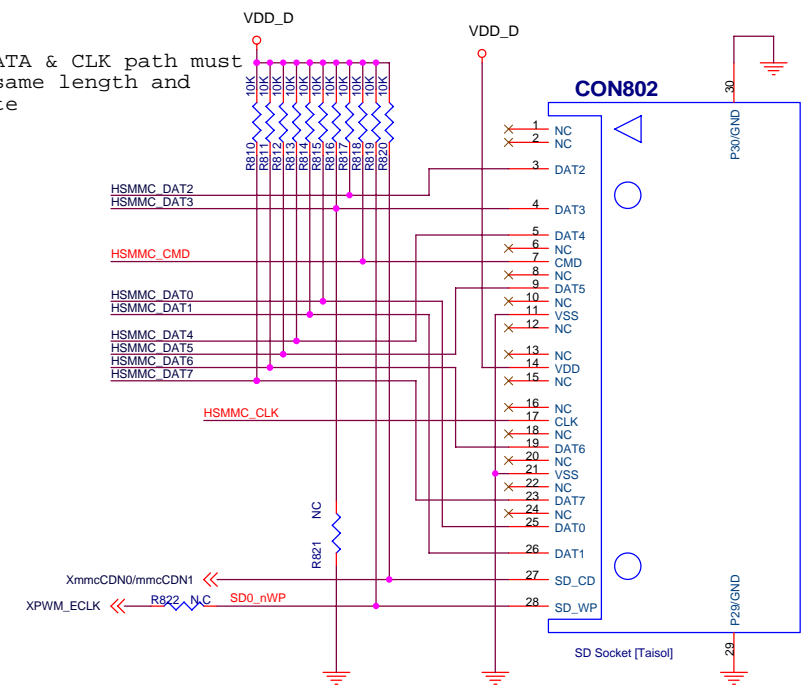 VDD_D
VDD_D
ATA & CLK path must
same length and
te
10K 10K 10K 10K 10K 10K 10K 10K 10K 10K
R810 R811 R812 R813 R814 R815 R816 R817 R818 R819 R820
CON802
30
P30/GND
1 NC
2 NC
3 DAT2
HSMMC_DAT2
HSMMC_DAT3
4 DAT3
5 DAT4
6 NC
HSMMC_CMD
7 CMD
8 NC
9 DAT5
HSMMC_DAT0
10 NC
HSMMC_DAT1
11 VSS
12 NC
HSMMC_DAT4
HSMMC_DAT5
13 NC
HSMMC_DAT6
14 VDD
HSMMC_DAT7
15 NC
16 NC
HSMMC_CLK
17 CLK
18 NC
19 DAT6
20 NC
21 VSS
22 NC
23 DAT7
24 NC
25 DAT0
NC
R821
26 DAT1
XmmcCDN0/mmcCDN1
27 SD_CD
XPWM_ECLK
R822 NC
SD0_nWP
28 SD_WP
P29/GND
29
SD Socket [Taisol]